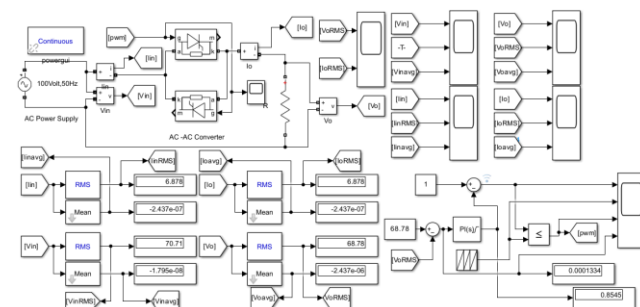 Continuous
powergui
100Volt,50Hz
AC Power Supply
[pwm]
[Iin]
Iin
[Vin]
Vin
g
m
a
k
AC -AC Converter
[Io]
Io
R
Vo
[Vo]
[VoRMS]
[IoRMS]
[Vin]
-T-
[Vinavg]
[Iin]
[IinRMS]
[Iinavg]
[Vo]
[VoRMS]
[Voavg]
[Io]
[IoRMS]
[Ioavg]
[Iinavg]
[IinRMS]
[Iin]
RMS
6.878
Mean
-2.437e-07
[Ioavg]
[IoRMS]
[Io]
RMS
6.878
Mean
-2.437e-07
[Vin]
RMS
70.71
Mean
-1.795e-08
[VinRMS]
[Vinavg]
[Vo]
RMS
68.78
Mean
-2.437e-06
[Voavg]
[VoRMS]
1
68.78
[VoRMS]
PI(s)
≤
[pwm]
0.0001334
0.8545